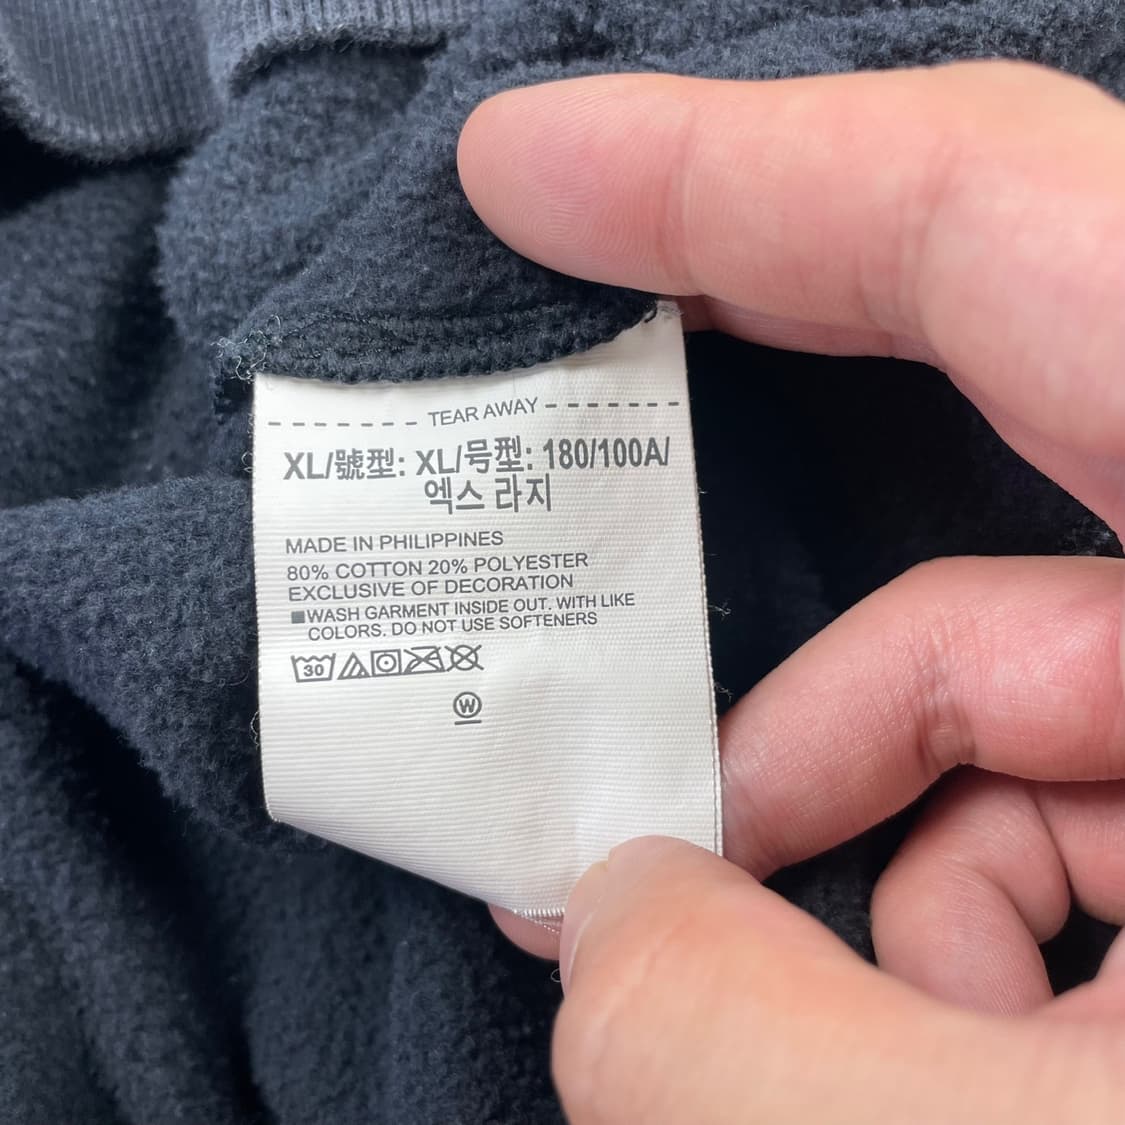 TEAR AWAY
XL/號型: XL/号型: 180/100A/
엑스 라지
MADE IN PHILIPPINES
80% COTTON 20% POLYESTER
EXCLUSIVE OF DECORATION
WASH GARMENT INSIDE OUT. WITH LIKE
COLORS. DO NOT USE SOFTENERS
30
W